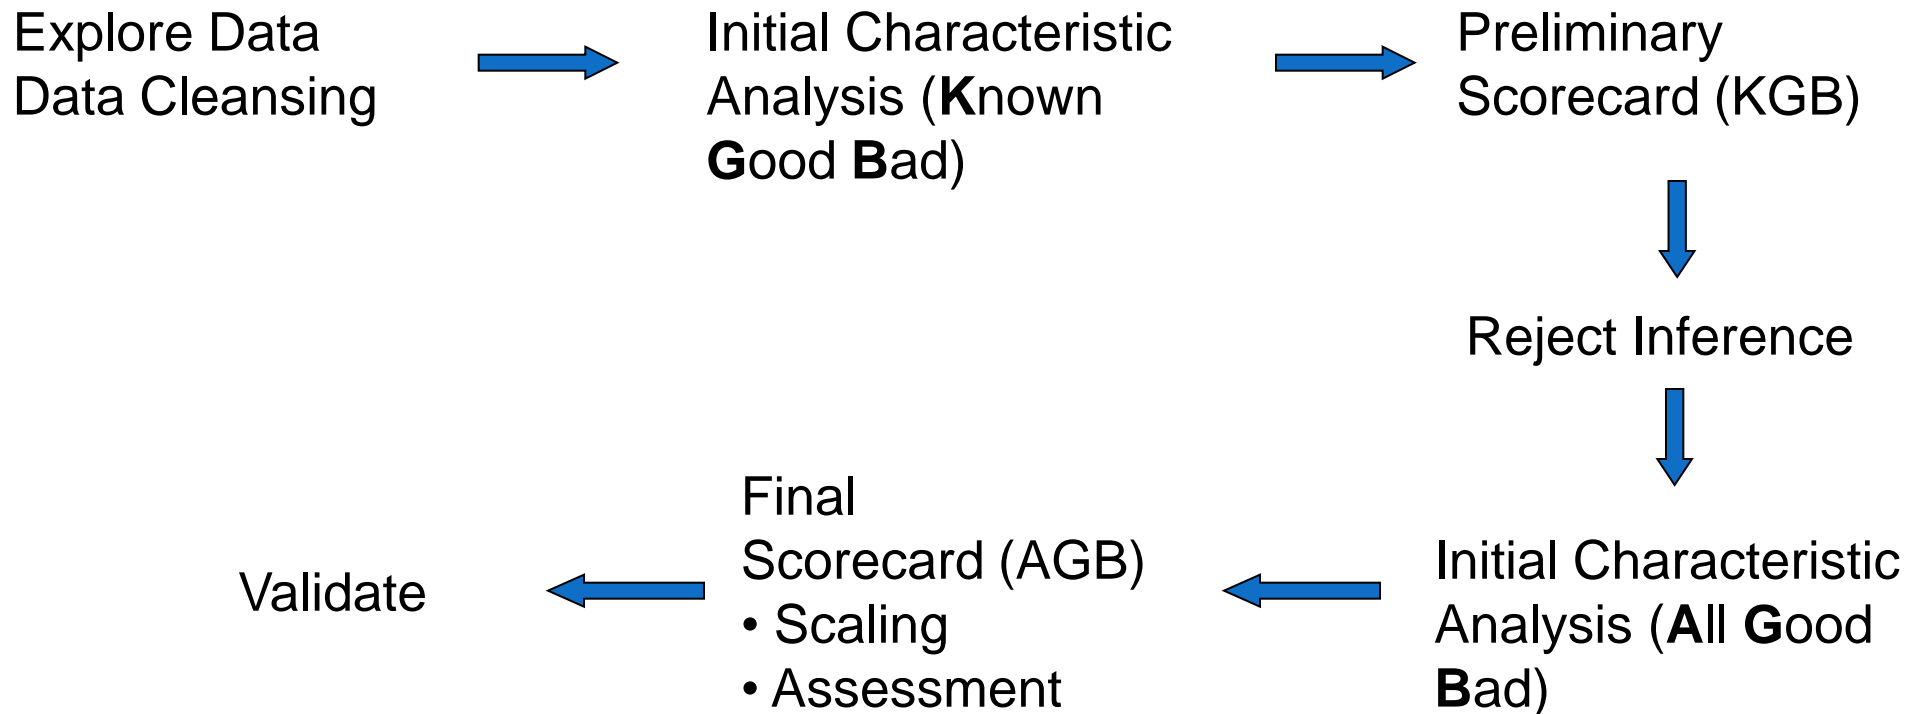 Explore Data
Data Cleansing
Initial Characteristic
Analysis (Known
Good Bad)
Preliminary
Scorecard (KGB)
Reject Inference
Initial Characteristic
Analysis (All Good
Bad)
Final
Scorecard (AGB)
• Scaling
• Assessment
Validate